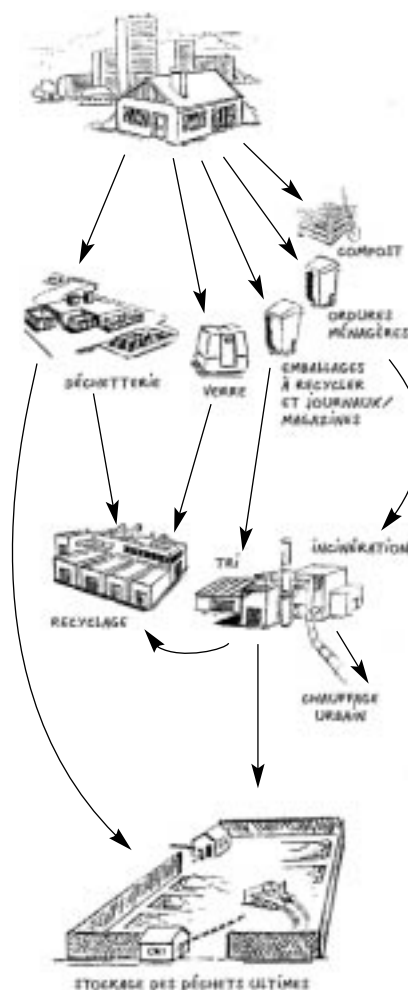 COMPOST
ORDURES
MÉNAGÈRES
DÉCHETTERIE
VERRE
EMBALLAGES
À RECYCLER
ET JOURNAUX/
MAGAZINES
TRI
INCINÉRATION
RECYCLAGE
CHAUFFAGE
URBAIN
STOCKAGE DES DÉCHETS ULTIMES